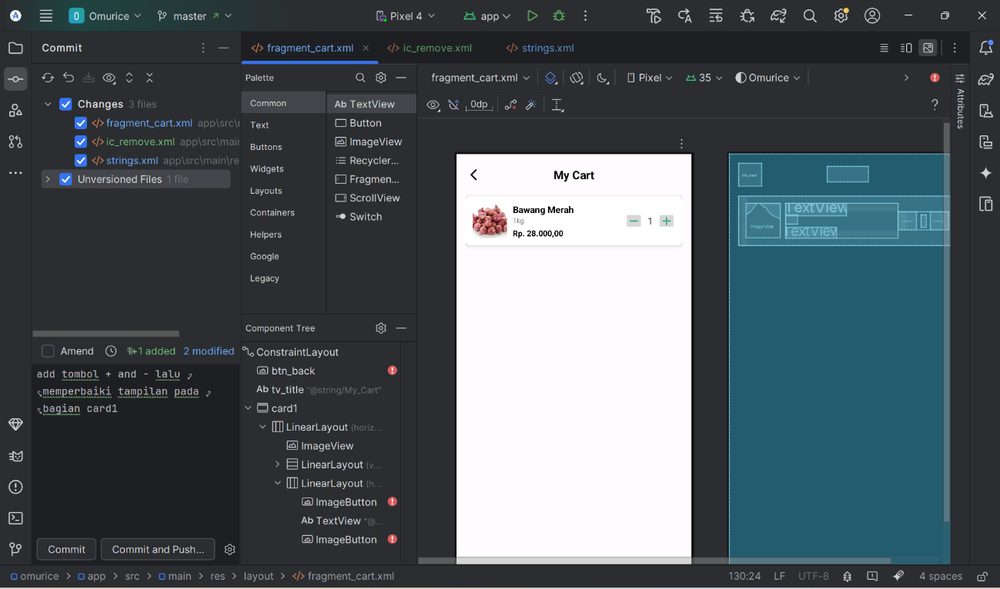 Omurice
master
Pixel 4
app
Commit
fragment_cart.xml
ic_remove.xml
strings.xml
Changes 3 files
fragment_cart.xml app\src\
ic_remove.xml app\src\mair
strings.xml app\src\main\re
Unversioned Files 1 file
Amend
1+1 added 2 modified
add tombol + and - lalu
memperbaiki tampilan pada
bagian card1
Commit
Commit and Push...
Palette
Common
Text
Buttons
Widgets
Layouts
Containers
Helpers
Google
Legacy
Ab TextView
Button
ImageView
Recycler...
Fragmen...
ScrollView
Switch
Component Tree
ConstraintLayout
btn_back
Ab tv_title "@string/My_Cart"
card1
LinearLayout (horiz...
ImageView
LinearLayout (v...
LinearLayout (h...
ImageButton
Ab TextView "@...
ImageButton
fragment_cart.xml
Pixel
35
Omurice
0dp
?
Attributes
My Cart
Bawang Merah
1kg
Rp. 28.000,00
1
btn_back
ImageView
TextView
TextView
omurice > app > src > main > res > layout > fragment_cart.xml
130:24 LF UTF-8 4 spaces